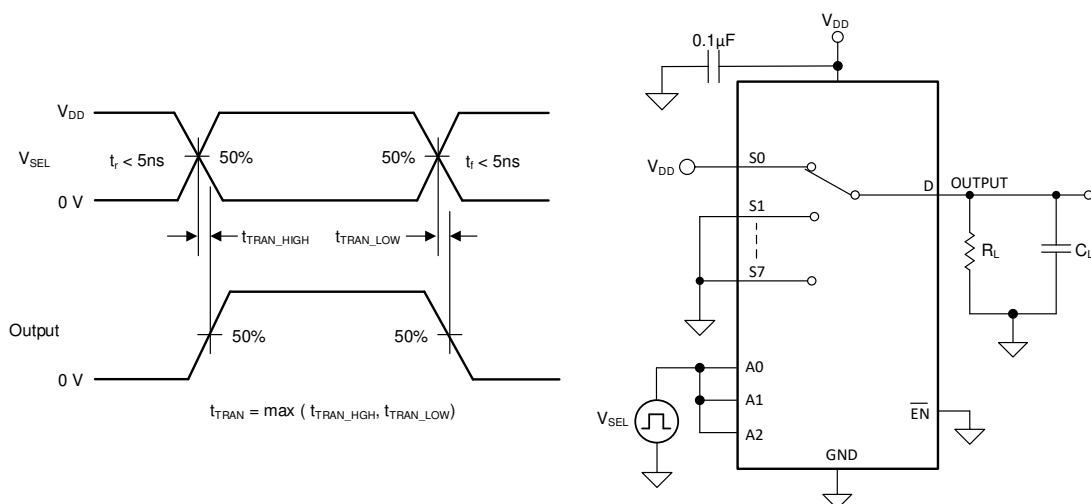 V_DD
V_SEL
t_r < 5ns
50%
50%
t_f < 5ns
0 V
t_TRAN_HIGH
t_TRAN_LOW
Output
50%
50%
0 V
t_TRAN = max ( t_TRAN_HGH, t_TRAN_LOW)
V_DD
0.1µF
V_DD
S0
D
OUTPUT
S1
S7
R_L
C_L
A0
V_SEL
A1
A2
EN
GND